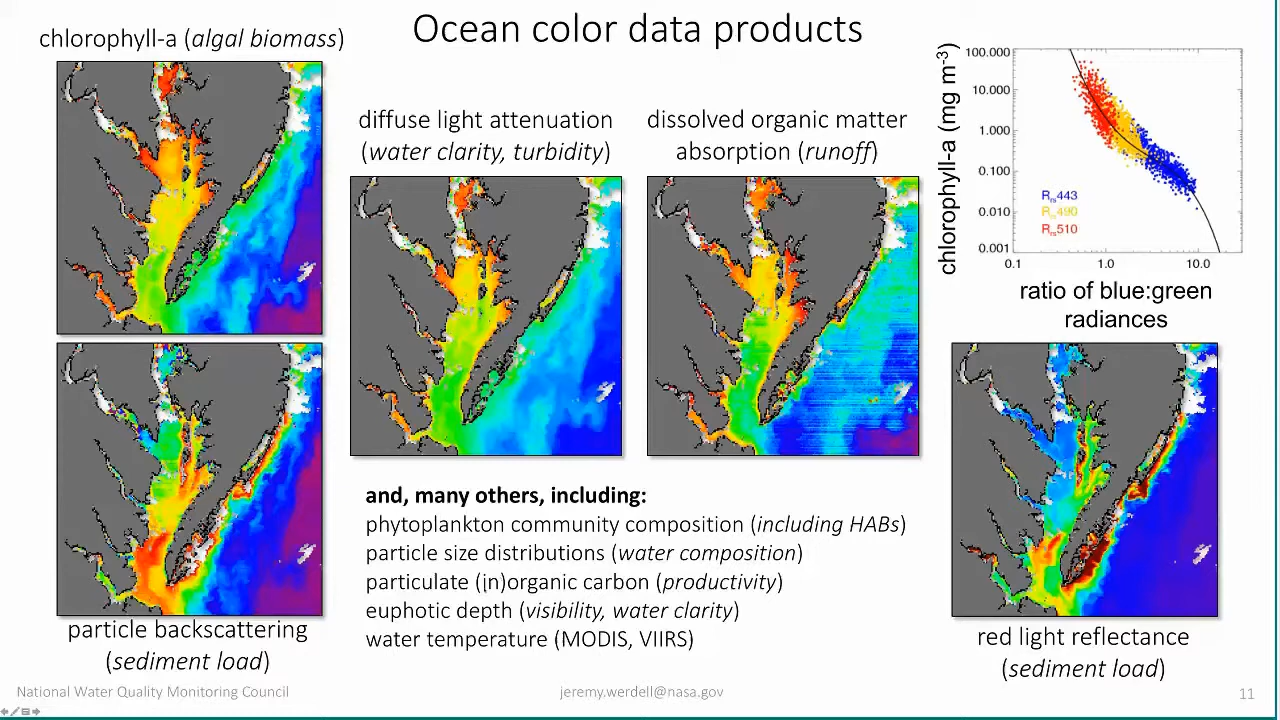 Ocean color data products
chlorophyll-a (algal biomass)
diffuse light attenuation
(water clarity, turbidity)
dissolved organic matter
absorption (runoff)
chlorophyll-a (mg m-3)
100.000
10.000
1.000
0.100
0.010
0.001
Rrs443
Rrs490
Rrs510
0.1
1.0
10.0
ratio of blue:green
radiances
and, many others, including:
phytoplankton community composition (including HABs)
particle size distributions (water composition)
particulate (in)organic carbon (productivity)
euphotic depth (visibility, water clarity)
water temperature (MODIS, VIIRS)
particle backscattering
(sediment load)
red light reflectance
(sediment load)
National Water Quality Monitoring Council
jeremy.werdell@nasa.gov
11